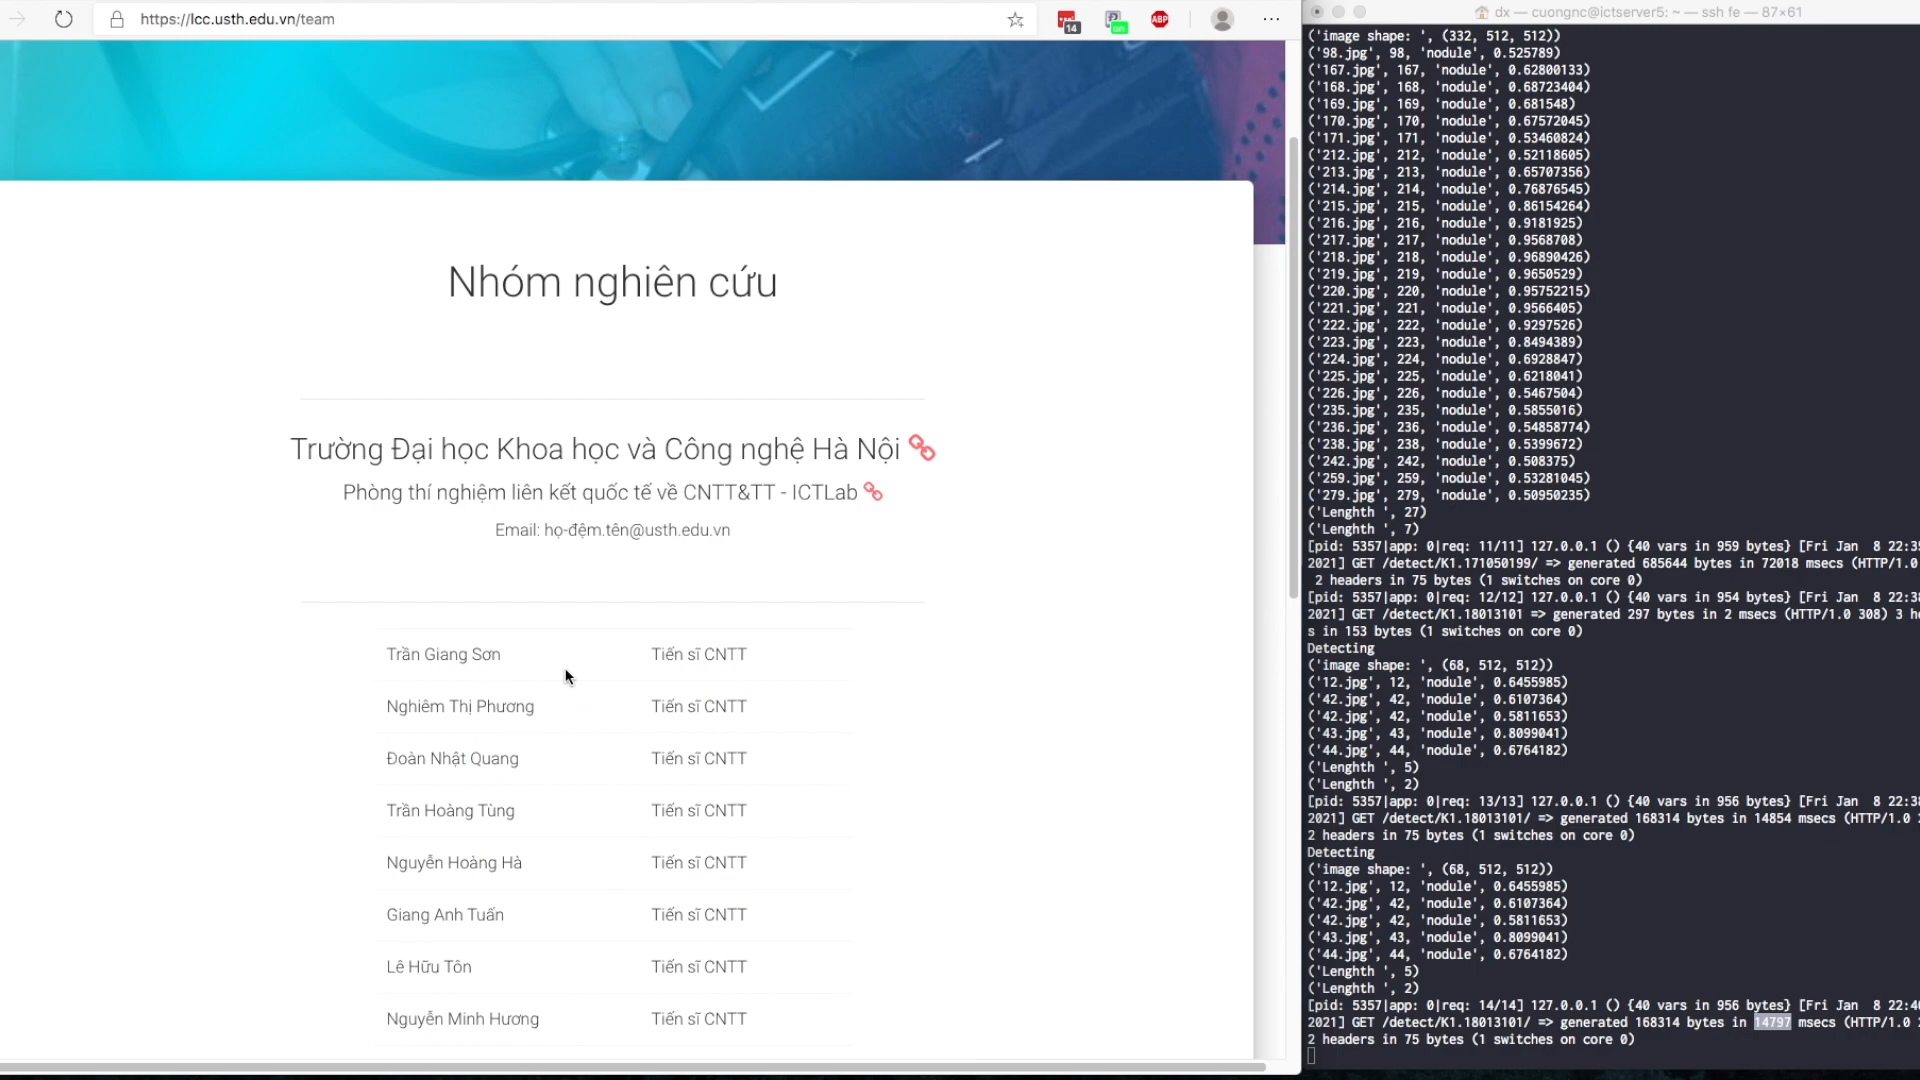 https://lcc.usth.edu.vn/team
14
on
ABP
Nhóm nghiên cứu
Trường Đại học Khoa học và Công nghệ Hà Nội
Phòng thí nghiệm liên kết quốc tế về CNTT&TT - ICTLab
Email: họ-đệm.tên@usth.edu.vn
Trần Giang Sơn Tiến sĩ CNTT
Nghiêm Thị Phương Tiến sĩ CNTT
Đoàn Nhật Quang Tiến sĩ CNTT
Trần Hoàng Tùng Tiến sĩ CNTT
Nguyễn Hoàng Hà Tiến sĩ CNTT
Giang Anh Tuấn Tiến sĩ CNTT
Lê Hữu Tôn Tiến sĩ CNTT
Nguyễn Minh Hương Tiến sĩ CNTT
dx — cuongnc@ictserver5: ~ — ssh fe — 87×61
('image shape: ', (332, 512, 512))
('98.jpg', 98, 'nodule', 0.525789)
('167.jpg', 167, 'nodule', 0.62800133)
('168.jpg', 168, 'nodule', 0.68723404)
('169.jpg', 169, 'nodule', 0.681548)
('170.jpg', 170, 'nodule', 0.67572045)
('171.jpg', 171, 'nodule', 0.53460824)
('212.jpg', 212, 'nodule', 0.52118605)
('213.jpg', 213, 'nodule', 0.65707356)
('214.jpg', 214, 'nodule', 0.76876545)
('215.jpg', 215, 'nodule', 0.86154264)
('216.jpg', 216, 'nodule', 0.9181925)
('217.jpg', 217, 'nodule', 0.9568708)
('218.jpg', 218, 'nodule', 0.96890426)
('219.jpg', 219, 'nodule', 0.9650529)
('220.jpg', 220, 'nodule', 0.95752215)
('221.jpg', 221, 'nodule', 0.9566405)
('222.jpg', 222, 'nodule', 0.9297526)
('223.jpg', 223, 'nodule', 0.8494389)
('224.jpg', 224, 'nodule', 0.6928847)
('225.jpg', 225, 'nodule', 0.6218041)
('226.jpg', 226, 'nodule', 0.5467504)
('235.jpg', 235, 'nodule', 0.5855016)
('236.jpg', 236, 'nodule', 0.54858774)
('238.jpg', 238, 'nodule', 0.5399672)
('242.jpg', 242, 'nodule', 0.508375)
('259.jpg', 259, 'nodule', 0.53281045)
('279.jpg', 279, 'nodule', 0.50950235)
('Lenghth ', 27)
('Lenghth ', 7)
[pid: 5357|app: 0|req: 11/11] 127.0.0.1 () {40 vars in 959 bytes} [Fri Jan 8 22:35
2021] GET /detect/K1.171050199/ => generated 685644 bytes in 72018 msecs (HTTP/1.0
2 headers in 75 bytes (1 switches on core 0)
[pid: 5357|app: 0|req: 12/12] 127.0.0.1 () {40 vars in 954 bytes} [Fri Jan 8 22:38
2021] GET /detect/K1.18013101 => generated 297 bytes in 2 msecs (HTTP/1.0 308) 3 he
s in 153 bytes (1 switches on core 0)
Detecting
('image shape: ', (68, 512, 512))
('12.jpg', 12, 'nodule', 0.6455985)
('42.jpg', 42, 'nodule', 0.6107364)
('42.jpg', 42, 'nodule', 0.5811653)
('43.jpg', 43, 'nodule', 0.8099041)
('44.jpg', 44, 'nodule', 0.6764182)
('Lenghth ', 5)
('Lenghth ', 2)
[pid: 5357|app: 0|req: 13/13] 127.0.0.1 () {40 vars in 956 bytes} [Fri Jan 8 22:38
2021] GET /detect/K1.18013101/ => generated 168314 bytes in 14854 msecs (HTTP/1.0
2 headers in 75 bytes (1 switches on core 0)
Detecting
('image shape: ', (68, 512, 512))
('12.jpg', 12, 'nodule', 0.6455985)
('42.jpg', 42, 'nodule', 0.6107364)
('42.jpg', 42, 'nodule', 0.5811653)
('43.jpg', 43, 'nodule', 0.8099041)
('44.jpg', 44, 'nodule', 0.6764182)
('Lenghth ', 5)
('Lenghth ', 2)
[pid: 5357|app: 0|req: 14/14] 127.0.0.1 () {40 vars in 956 bytes} [Fri Jan 8 22:40
2021] GET /detect/K1.18013101/ => generated 168314 bytes in 14797 msecs (HTTP/1.0
2 headers in 75 bytes (1 switches on core 0)